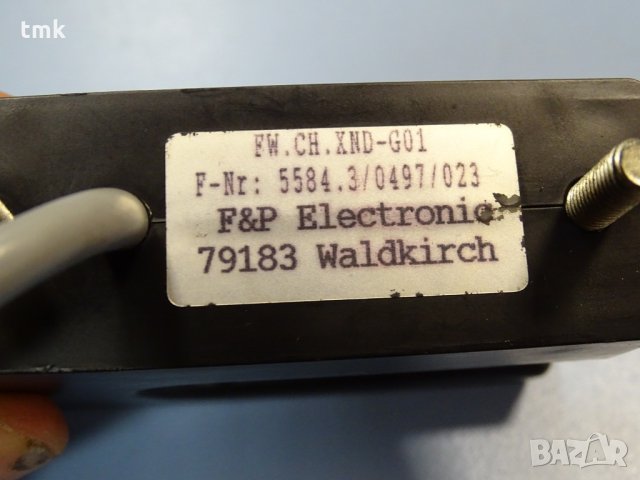 tmk
FW.CH.XND-G01
F-Nr: 5584.3/0497/023
F&P Electronic
79183 Waldkirch
BAZAR